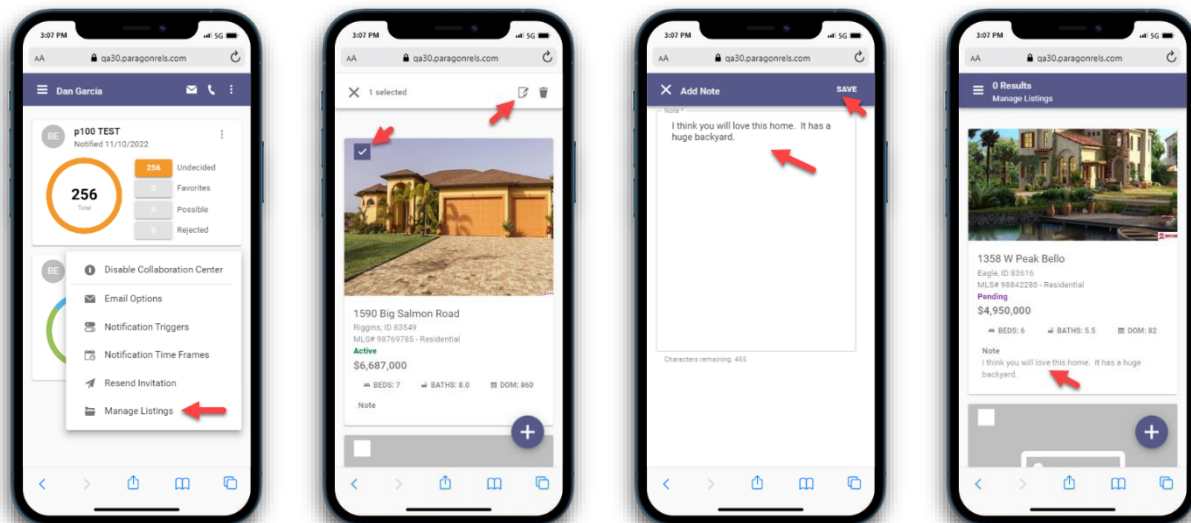 3:07 PM
5G
AA
qa30.paragonrels.com
Dan Garcia
BE
p100 TEST
Notified 11/10/2022
256
Total
256 Undecided
0 Favorites
0 Possible
0 Rejected
BE
Disable Collaboration Center
Email Options
Notification Triggers
Notification Time Frames
Resend Invitation
Manage Listings
3:07 PM
5G
AA
qa30.paragonrels.com
1 selected
1590 Big Salmon Road
Riggins, ID 83549
MLS# 98769785 - Residential
Active
$6,687,000
BEDS: 7 BATHS: 8.0 DOM: 860
Note
3:07 PM
5G
AA
qa30.paragonrels.com
Add Note
SAVE
Note *
I think you will love this home. It has a
huge backyard.
Characters remaining: 455
3:07 PM
5G
AA
qa30.paragonrels.com
0 Results
Manage Listings
1358 W Peak Bello
Eagle, ID 83616
MLS# 98842280 - Residential
Pending
$4,950,000
BEDS: 6 BATHS: 5.5 DOM: 82
Note
I think you will love this home. It has a huge
backyard.